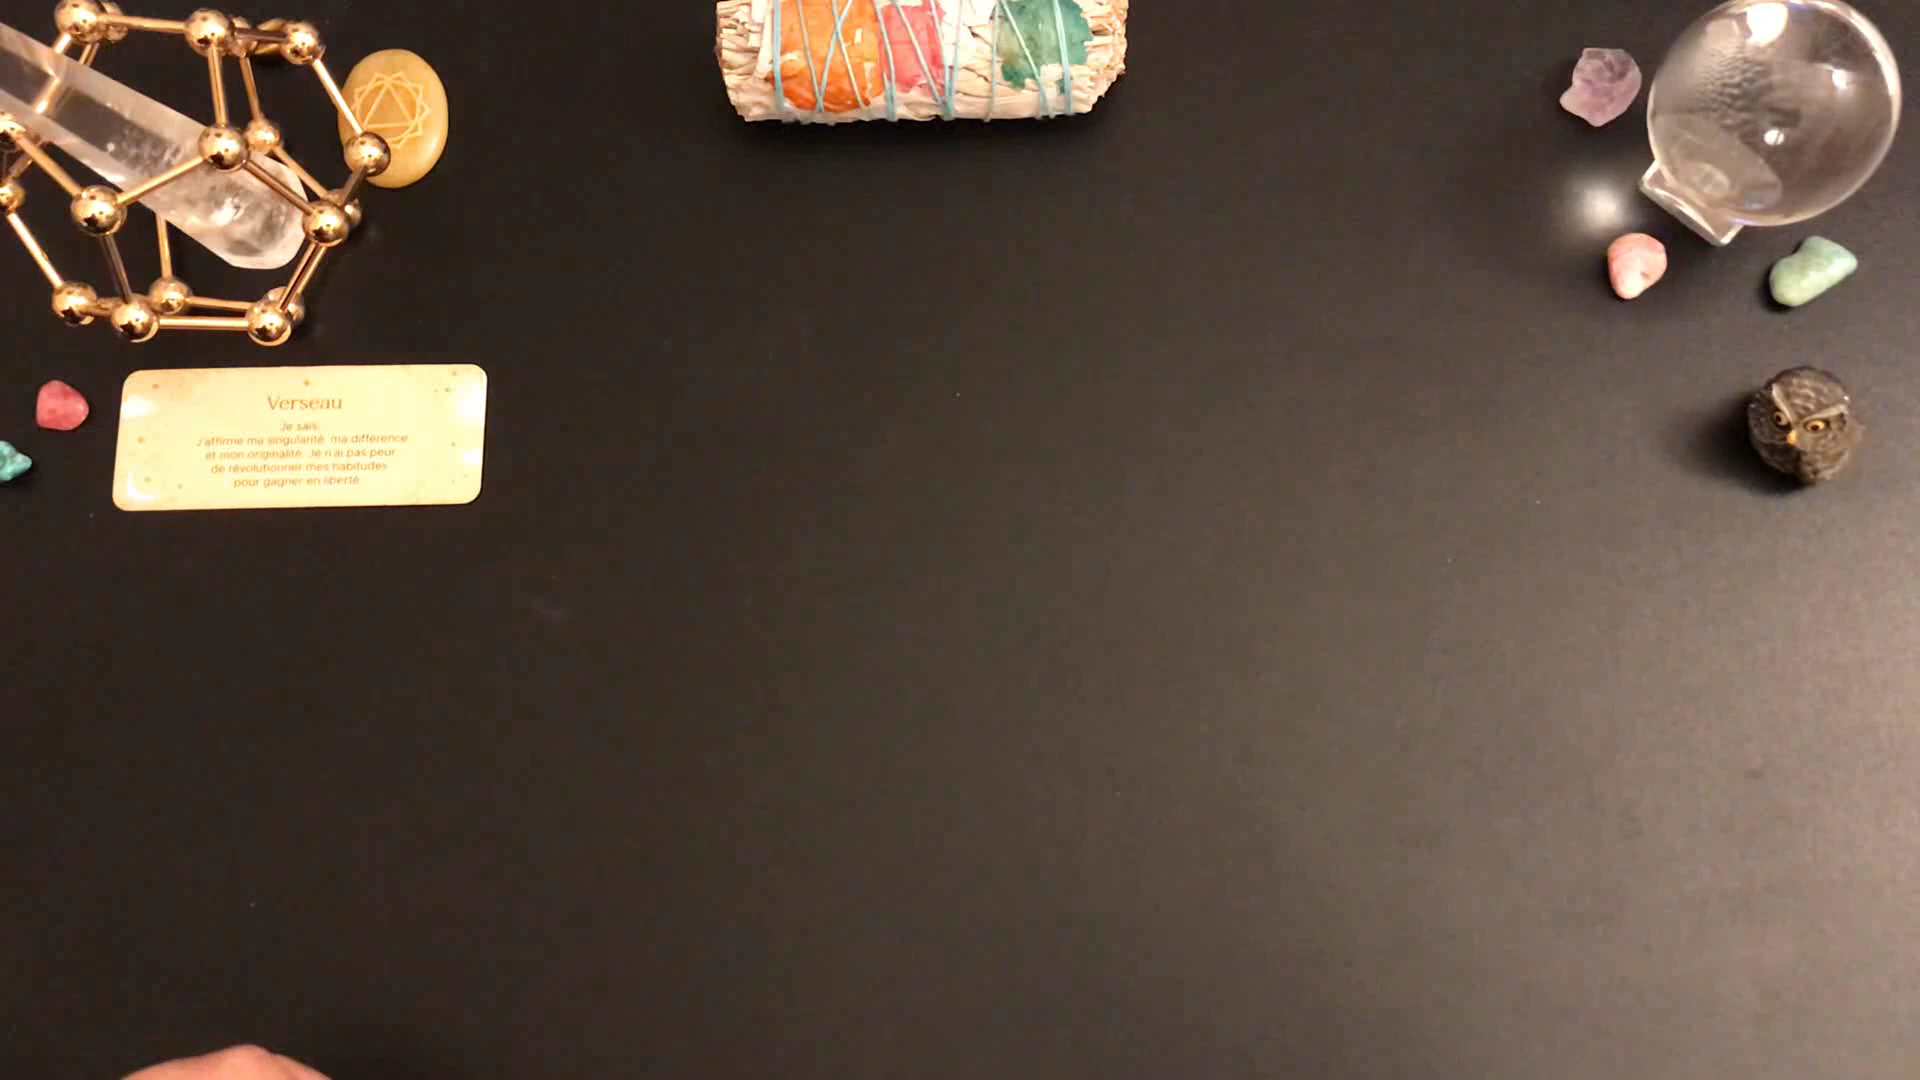 Verseau
Je sais,
J'affirme ma singularité, ma différence
et mon originalité. Je n'ai pas peur
de révolutionner mes habitudes
pour gagner en liberté.